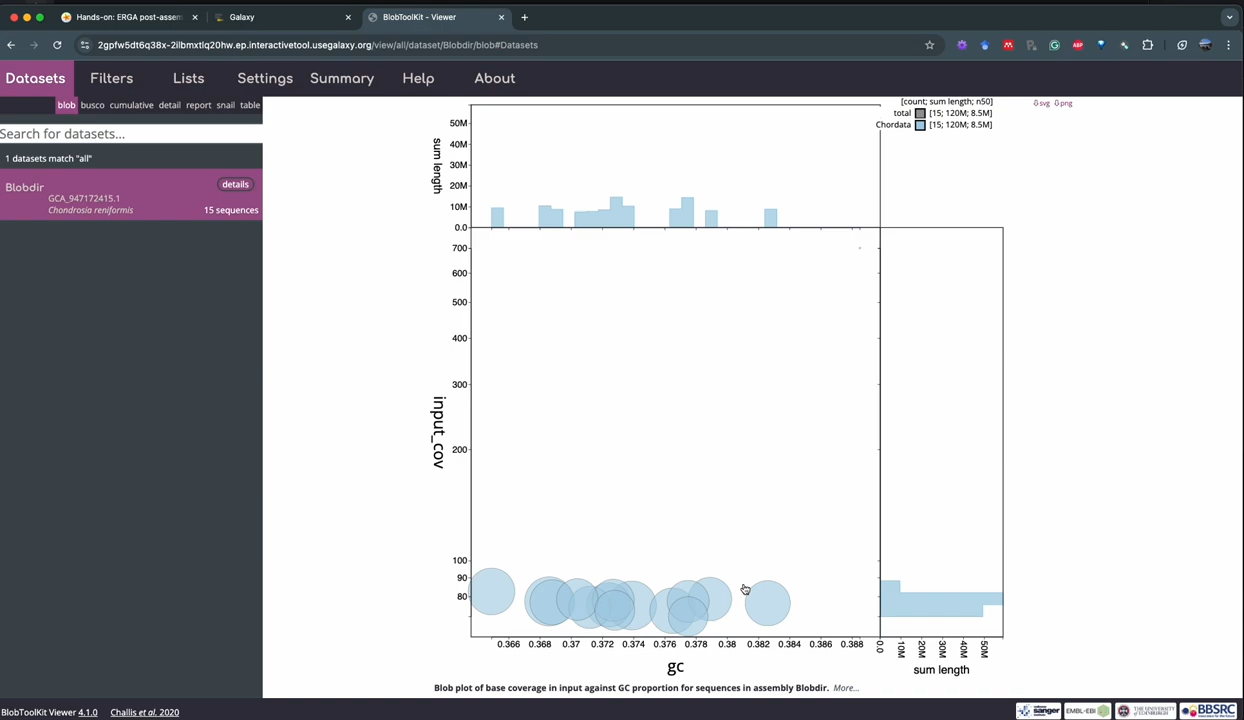 Hands-on: ERGA post-assem
Galaxy
BlobToolKit - Viewer
2gpfw5dt6q38x-2iibmxtlq20hw.ep.interactivetool.usegalaxy.org/view/all/dataset/Blobdir/blob#Datasets
Datasets Filters Lists Settings Summary Help About
blob busco cumulative detail report snail table
Search for datasets...
1 datasets match "all"
Blobdir details
GCA_947172415.1
Chondrosia reniformis 15 sequences
[count; sum length; n50]
total [15; 120M; 8.5M]
Chordata [15; 120M; 8.5M]
svg png
sum length
50M
40M
30M
20M
10M
0.0
input_cov
700
600
500
400
300
200
100
90
80
0.366 0.368 0.37 0.372 0.374 0.376 0.378 0.38 0.382 0.384 0.386 0.388
gc
0.0 10M 20M 30M 40M 50M
sum length
Blob plot of base coverage in input against GC proportion for sequences in assembly Blobdir. More...
BlobToolKit Viewer 4.1.0 Challis et al. 2020
sanger
EMBL-EBI
BBSRC